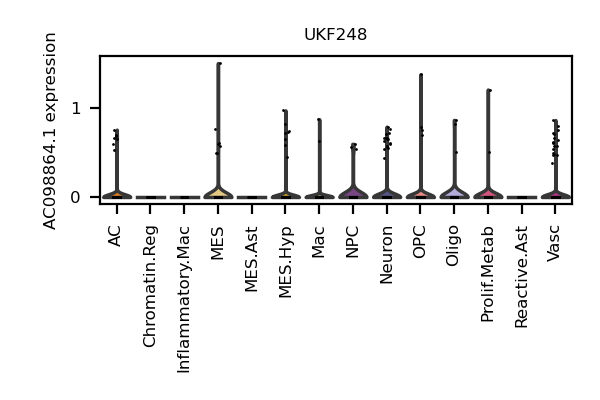 UKF248
AC098864.1 expression
1
0
AC
Chromatin.Reg
Inflammatory.Mac
MES
MES.Ast
MES.Hyp
Mac
NPC
Neuron
OPC
Oligo
Prolif.Metab
Reactive.Ast
Vasc